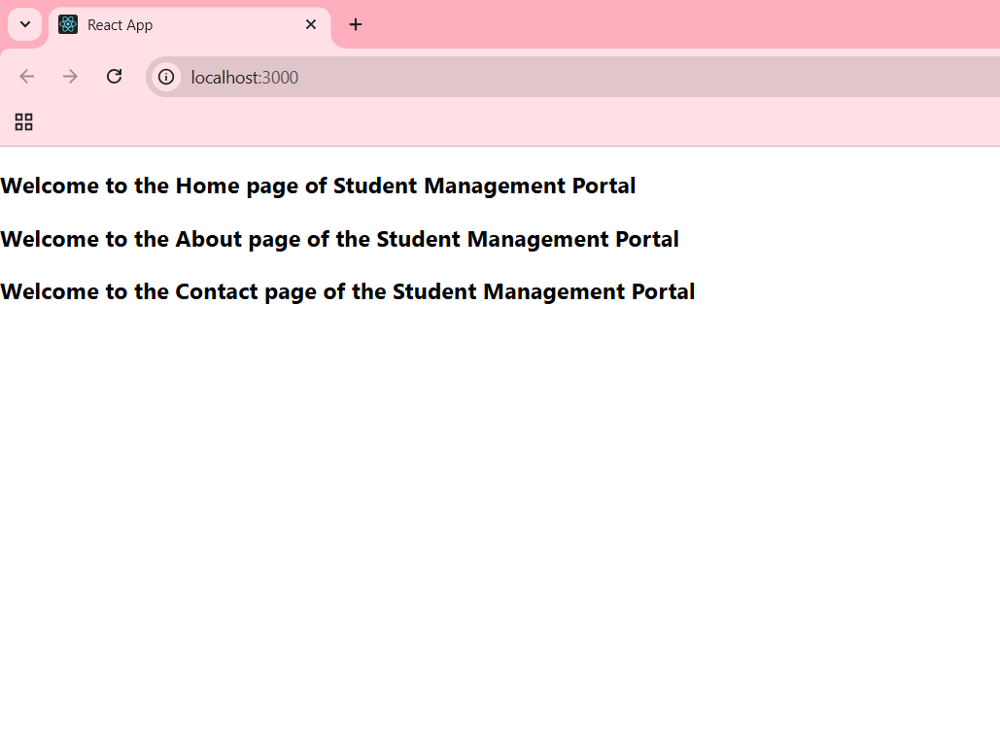 React App
localhost:3000
Welcome to the Home page of Student Management Portal
Welcome to the About page of the Student Management Portal
Welcome to the Contact page of the Student Management Portal